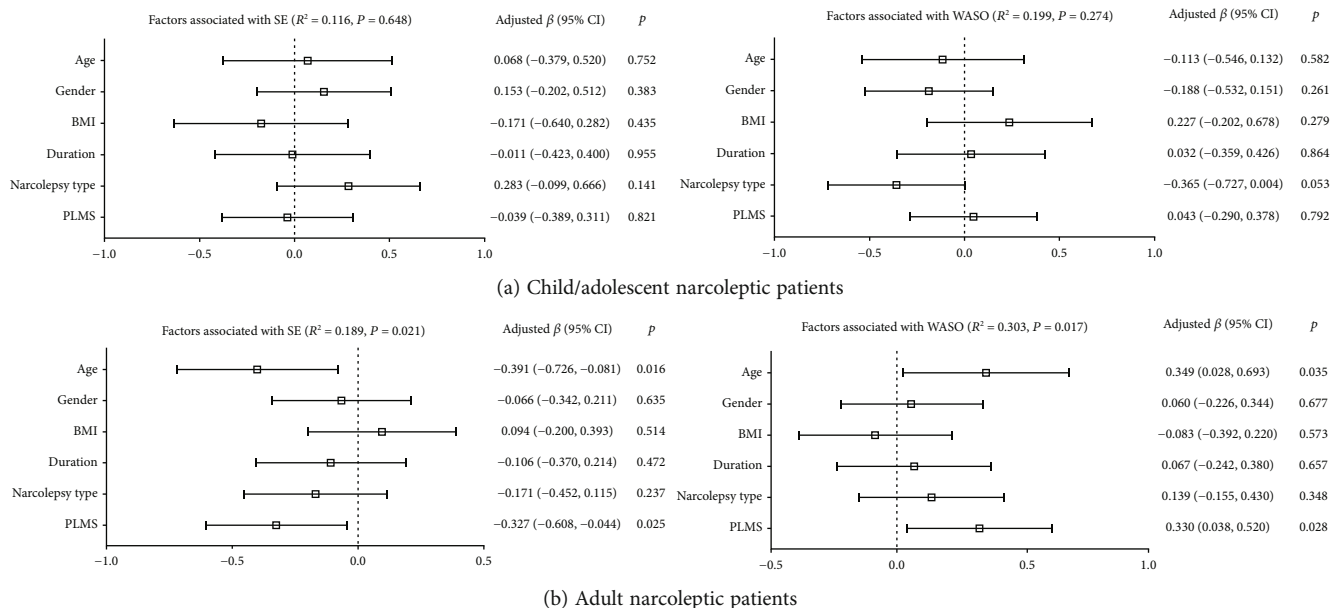 Factors associated with SE (R² = 0.116, P = 0.648) Adjusted β (95% CI) p
Age 0.068 (−0.379, 0.520) 0.752
Gender 0.153 (−0.202, 0.512) 0.383
BMI −0.171 (−0.640, 0.282) 0.435
Duration −0.011 (−0.423, 0.400) 0.955
Narcolepsy type 0.283 (−0.099, 0.666) 0.141
PLMS −0.039 (−0.389, 0.311) 0.821
−1.0 −0.5 0.0 0.5 1.0
Factors associated with WASO (R² = 0.199, P = 0.274) Adjusted β (95% CI) p
Age −0.113 (−0.546, 0.132) 0.582
Gender −0.188 (−0.532, 0.151) 0.261
BMI 0.227 (−0.202, 0.678) 0.279
Duration 0.032 (−0.359, 0.426) 0.864
Narcolepsy type −0.365 (−0.727, 0.004) 0.053
PLMS 0.043 (−0.290, 0.378) 0.792
−1.0 −0.5 0.0 0.5 1.0
(a) Child/adolescent narcoleptic patients
Factors associated with SE (R² = 0.189, P = 0.021) Adjusted β (95% CI) p
Age −0.391 (−0.726, −0.081) 0.016
Gender −0.066 (−0.342, 0.211) 0.635
BMI 0.094 (−0.200, 0.393) 0.514
Duration −0.106 (−0.370, 0.214) 0.472
Narcolepsy type −0.171 (−0.452, 0.115) 0.237
PLMS −0.327 (−0.608, −0.044) 0.025
−1.0 −0.5 0.0 0.5
Factors associated with WASO (R² = 0.303, P = 0.017) Adjusted β (95% CI) p
Age 0.349 (0.028, 0.693) 0.035
Gender 0.060 (−0.226, 0.344) 0.677
BMI −0.083 (−0.392, 0.220) 0.573
Duration 0.067 (−0.242, 0.380) 0.657
Narcolepsy type 0.139 (−0.155, 0.430) 0.348
PLMS 0.330 (0.038, 0.520) 0.028
−0.5 0.0 0.5 1.0
(b) Adult narcoleptic patients